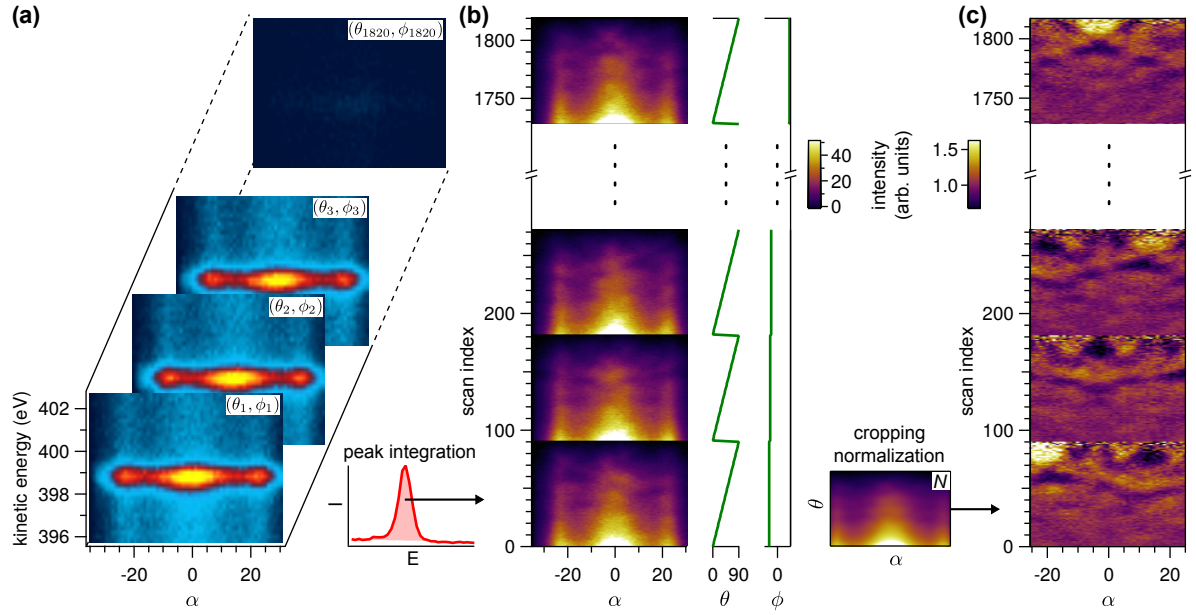 (a)
(θ1820, ϕ1820)
(θ3, ϕ3)
(θ2, ϕ2)
(θ1, ϕ1)
kinetic energy (eV)
402
400
398
396
-20
0
20
α
peak integration
I
E
(b)
scan index
1800
1750
200
100
0
-20
0
20
α
0
90
θ
0
ϕ
40
20
0
intensity
(arb. units)
1.5
1.0
cropping
normalization
N
θ
α
(c)
scan index
1800
1750
200
100
0
-20
0
20
α